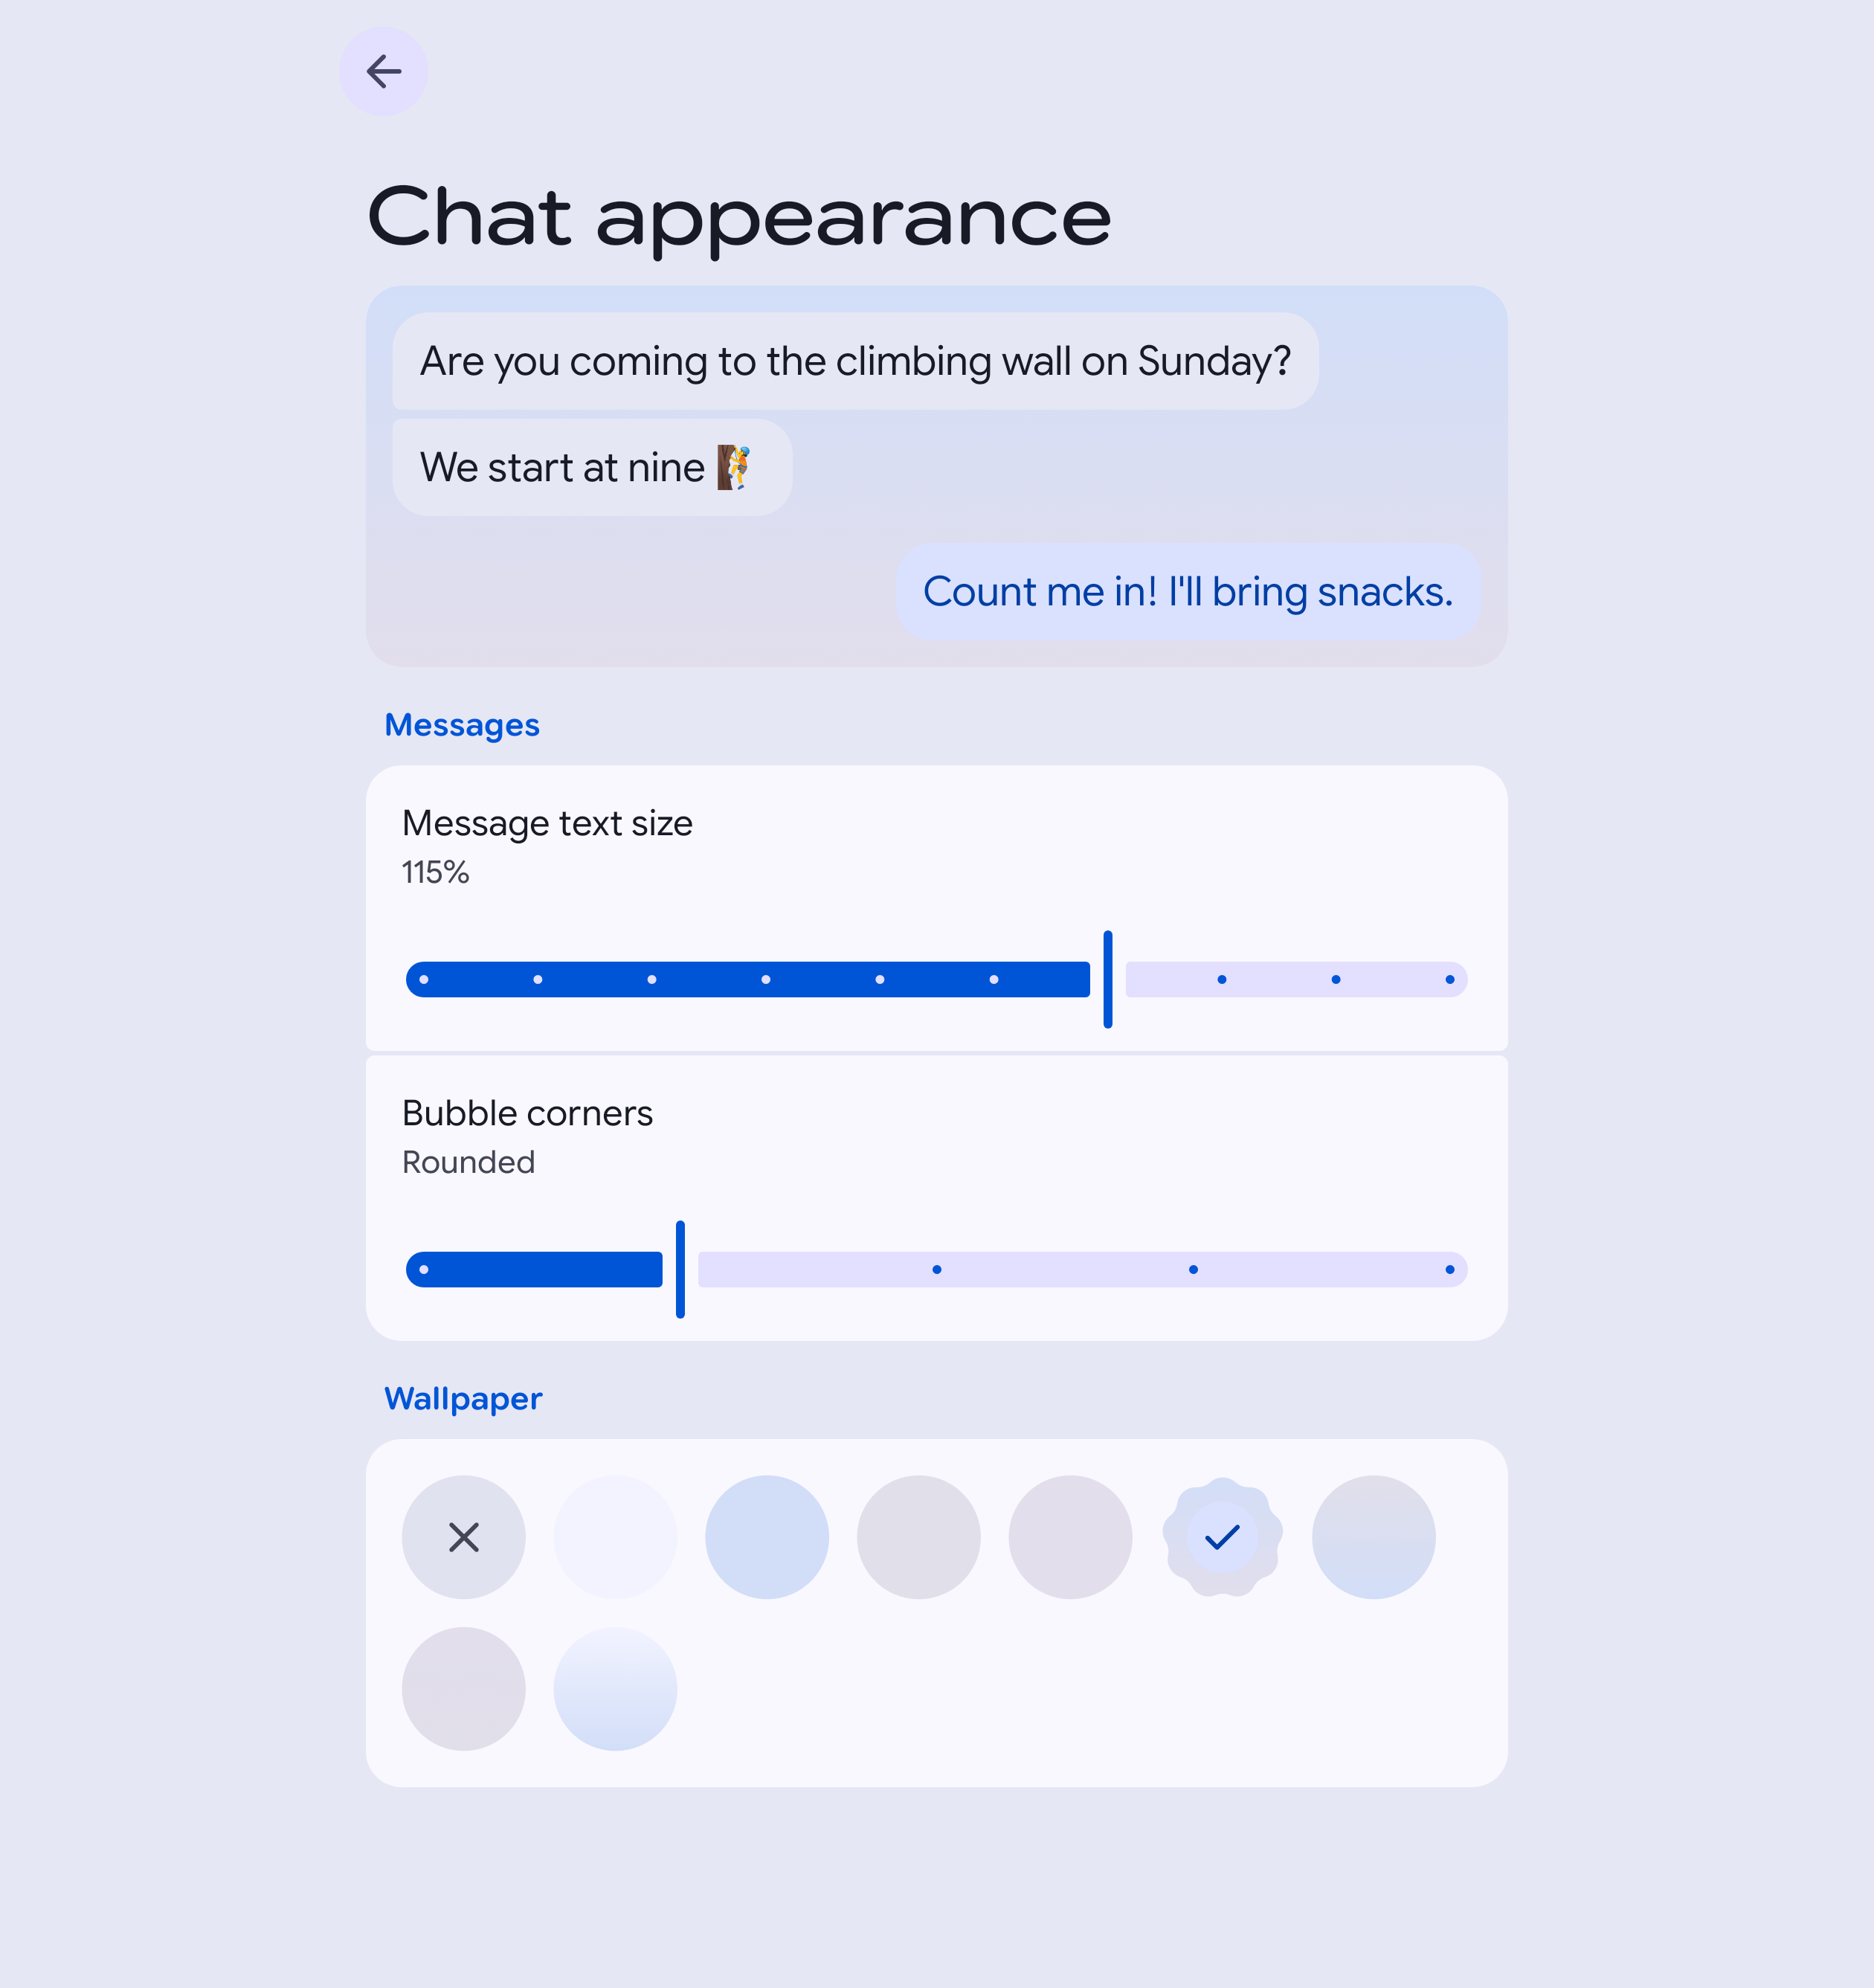 Chat appearance
Are you coming to the climbing wall on Sunday?
We start at nine 🧗
Count me in! I'll bring snacks.
Messages
Message text size
115%
Bubble corners
Rounded
Wallpaper